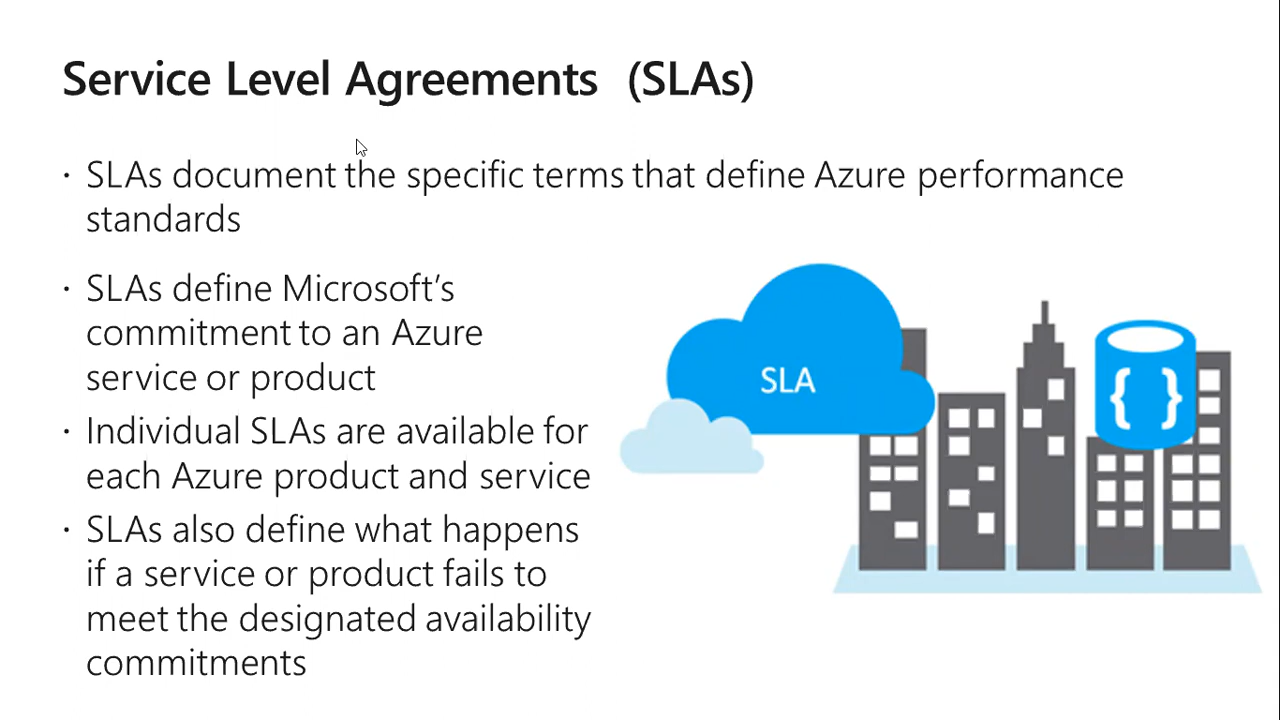 Service Level Agreements (SLAs)
· SLAs document the specific terms that define Azure performance
standards
· SLAs define Microsoft's
commitment to an Azure
service or product
· Individual SLAs are available for
each Azure product and service
· SLAs also define what happens
if a service or product fails to
meet the designated availability
commitments
SLA
{ }